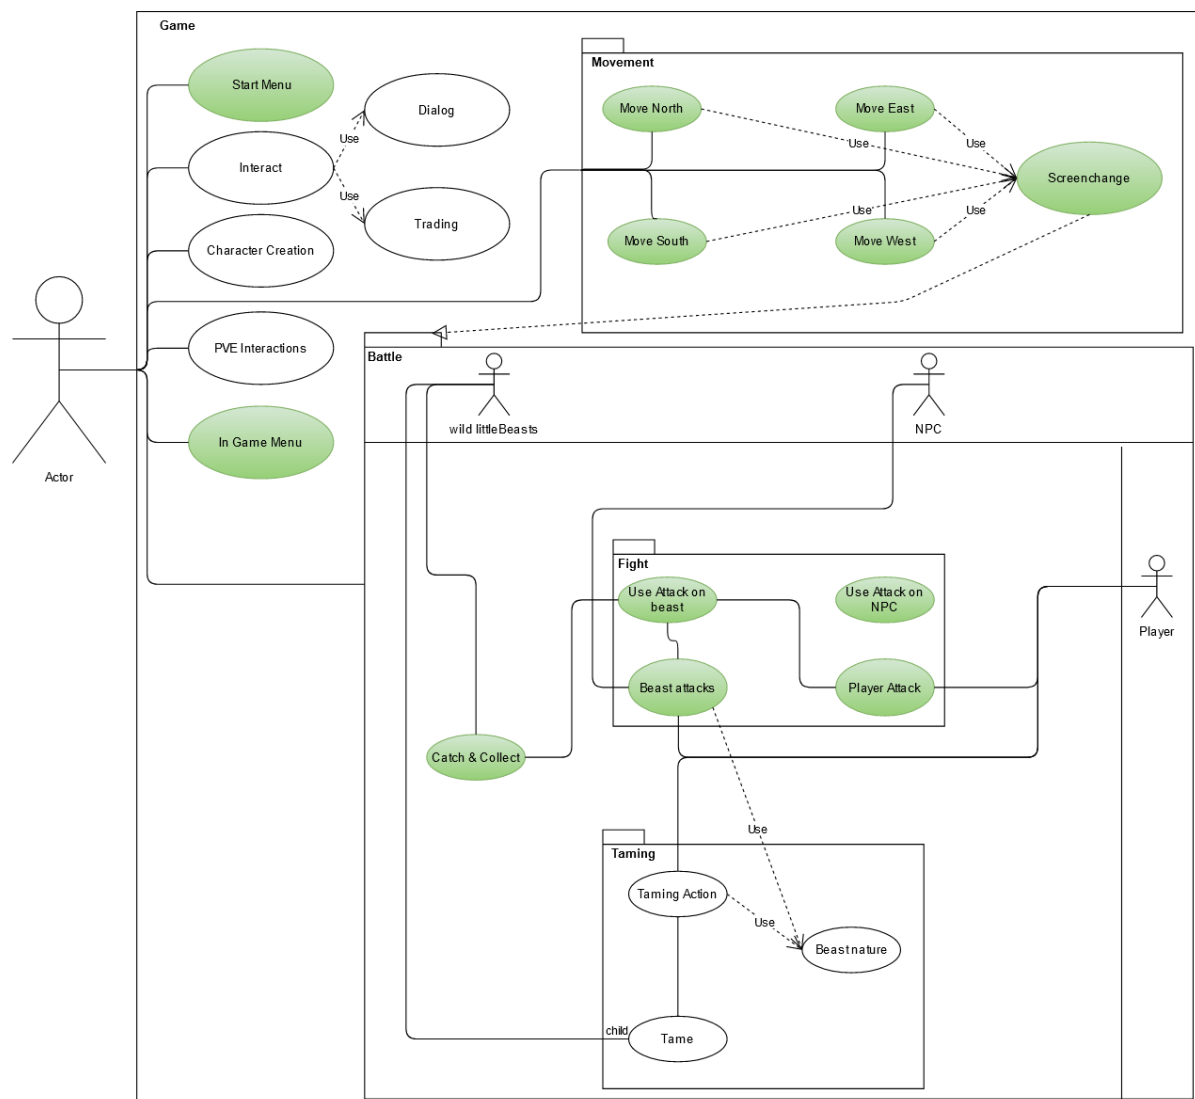 Game
Start Menu
Dialog
Use
Interact
Use
Trading
Character Creation
PVE Interactions
In Game Menu
Actor
Movement
Move North
Move East
Use
Use
Screenchange
Use
Use
Move South
Move West
Battle
wild littleBeasts
NPC
Fight
Use Attack on
beast
Use Attack on
NPC
Beast attacks
Player Attack
Player
Catch & Collect
Use
Taming
Taming Action
Use
Beast nature
child
Tame